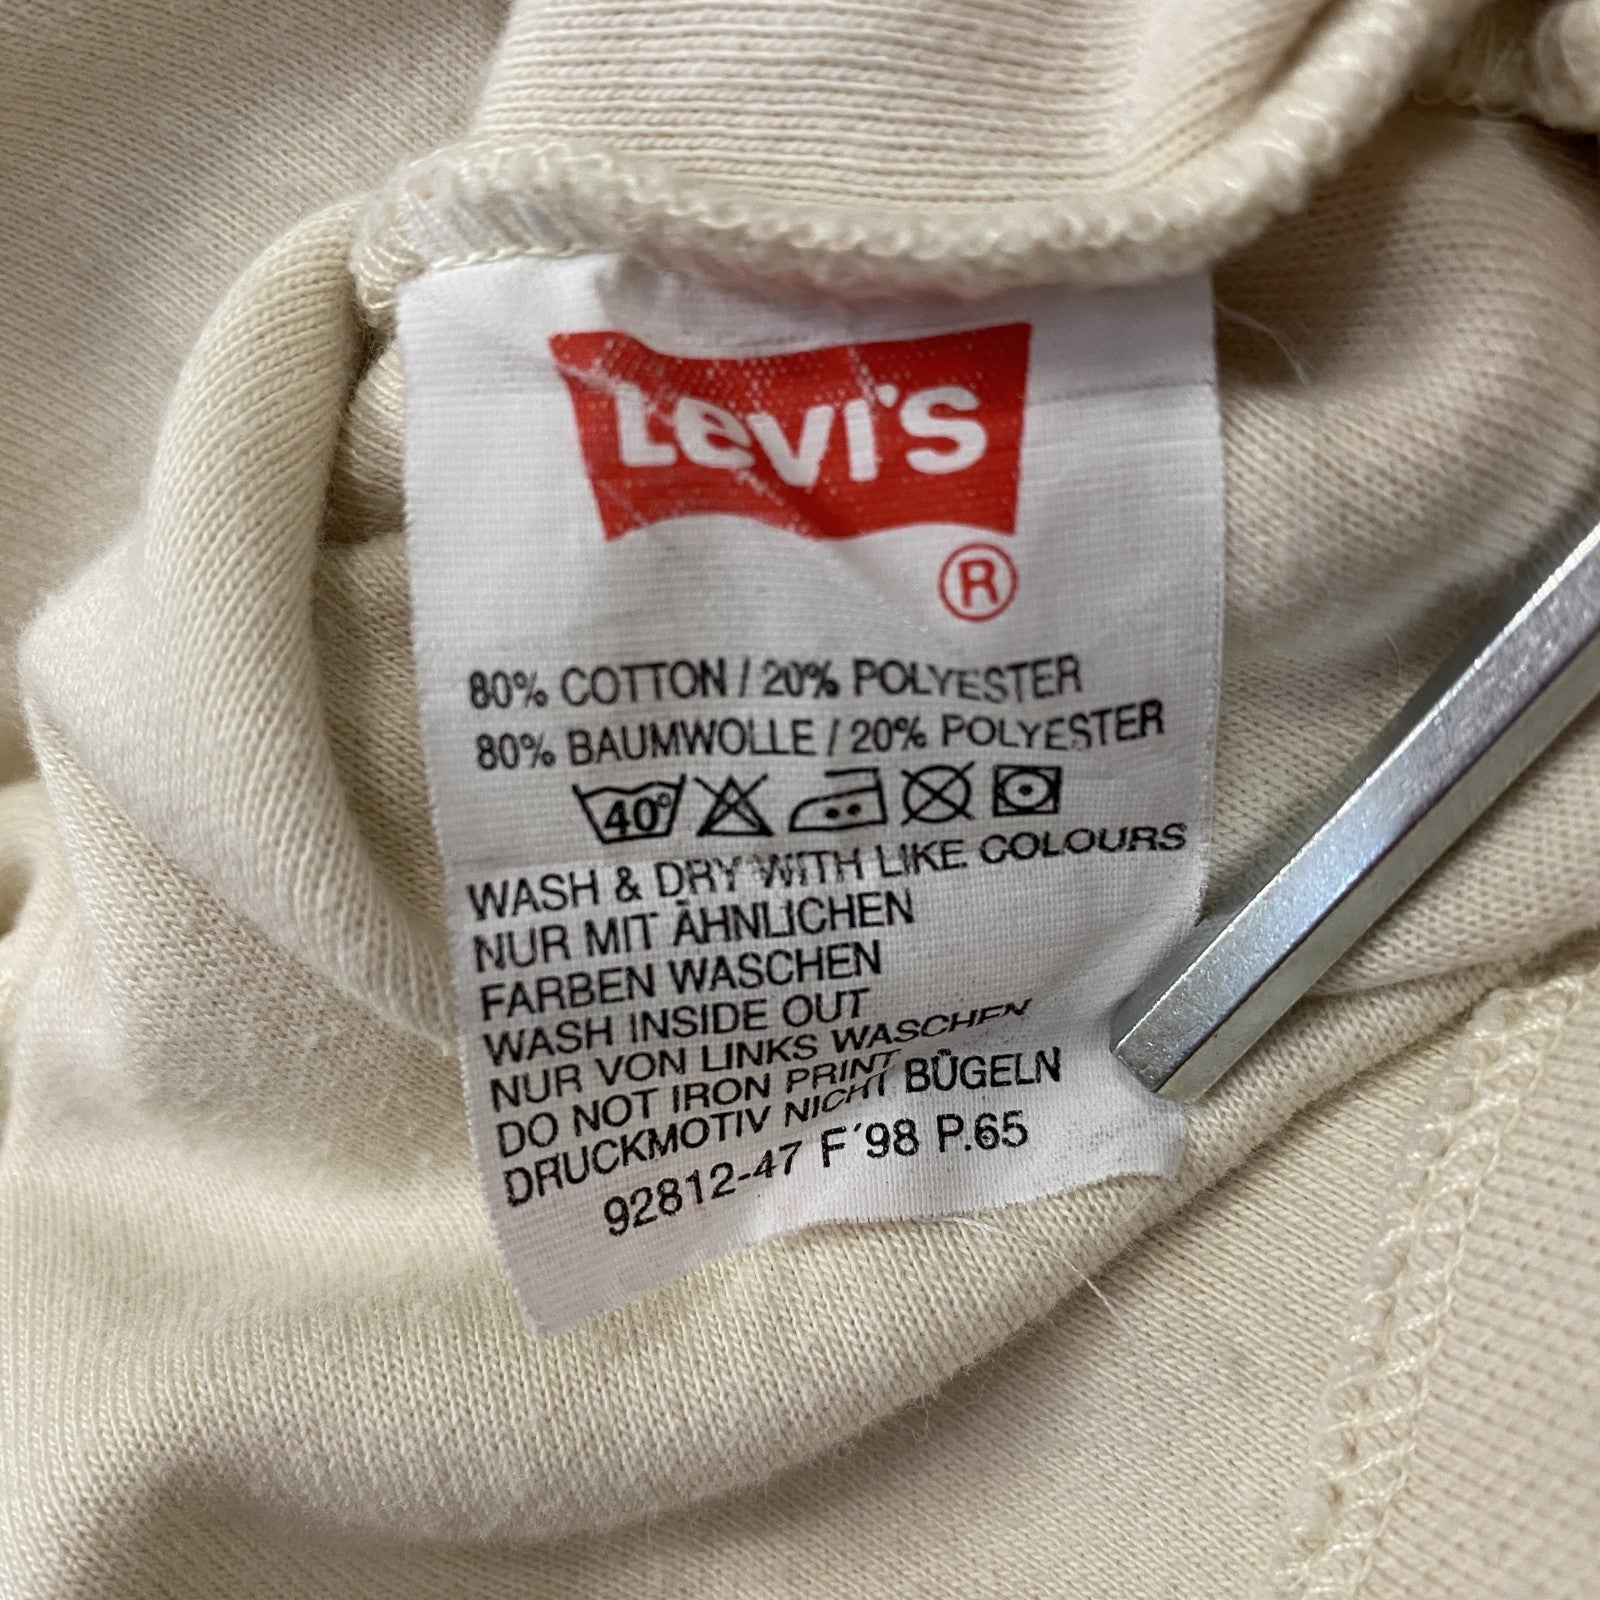 Levi's
®
80% COTTON / 20% POLYESTER
80% BAUMWOLLE / 20% POLYESTER
40°
WASH & DRY WITH LIKE COLOURS
NUR MIT ÄHNLICHEN
FARBEN WASCHEN
WASH INSIDE OUT
NUR VON LINKS WASCHEN
DO NOT IRON PRINT
DRUCKMOTIV NICHT BÜGELN
92812-47 F´98 P.65